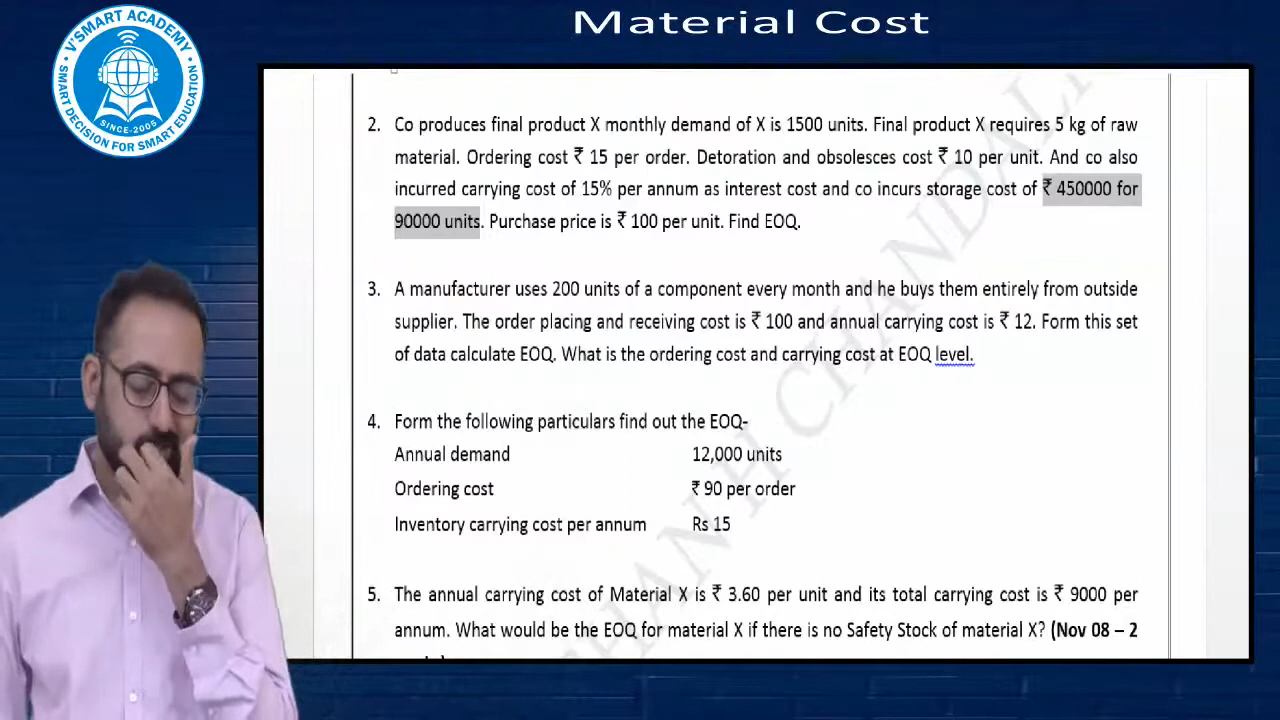 Material Cost
V'SMART ACADEMY
SINCE-2005
SMART DECISION FOR SMART EDUCATION
2. Co produces final product X monthly demand of X is 1500 units. Final product X requires 5 kg of raw
material. Ordering cost ₹ 15 per order. Detoration and obsolesces cost ₹ 10 per unit. And co also
incurred carrying cost of 15% per annum as interest cost and co incurs storage cost of ₹ 450000 for
90000 units. Purchase price is ₹ 100 per unit. Find EOQ.
3. A manufacturer uses 200 units of a component every month and he buys them entirely from outside
supplier. The order placing and receiving cost is ₹ 100 and annual carrying cost is ₹ 12. Form this set
of data calculate EOQ. What is the ordering cost and carrying cost at EOQ level.
4. Form the following particulars find out the EOQ-
Annual demand 12,000 units
Ordering cost ₹ 90 per order
Inventory carrying cost per annum Rs 15
5. The annual carrying cost of Material X is ₹ 3.60 per unit and its total carrying cost is ₹ 9000 per
annum. What would be the EOQ for material X if there is no Safety Stock of material X? (Nov 08 – 2